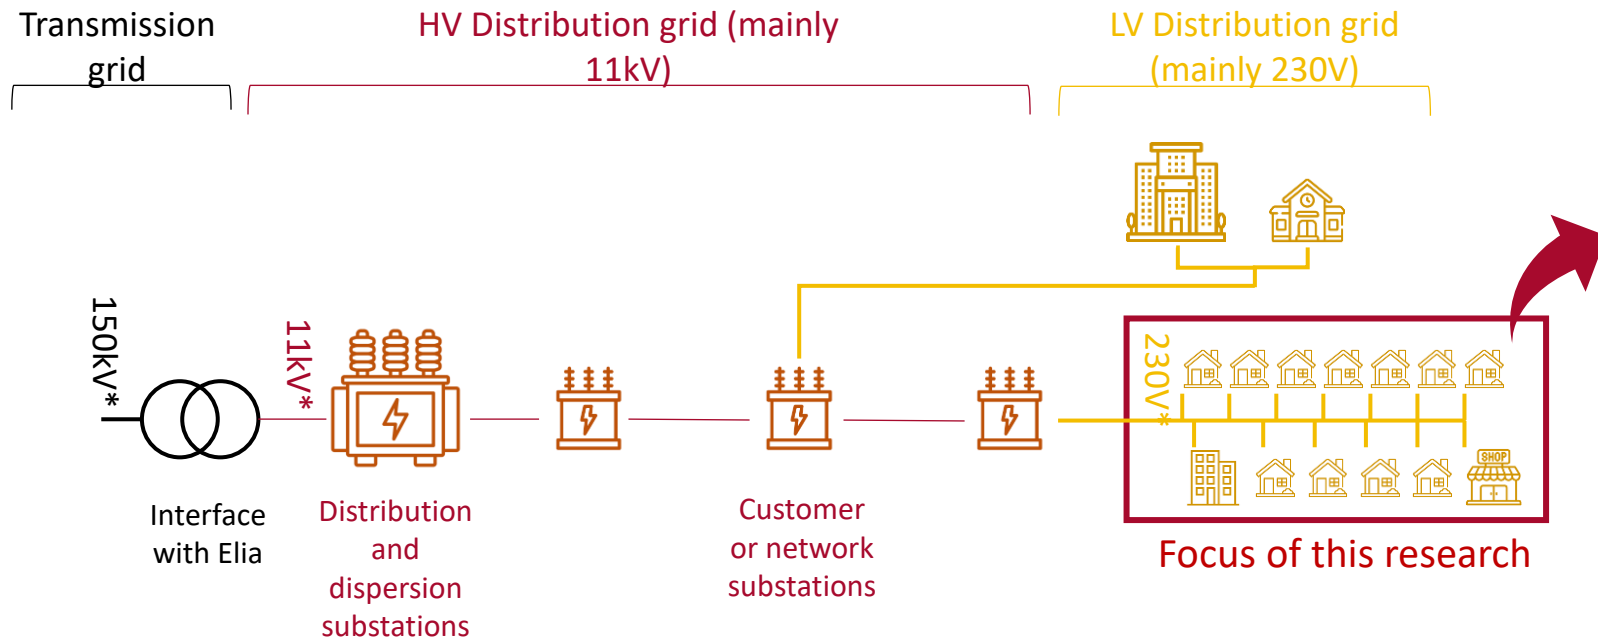 Transmission
grid
HV Distribution grid (mainly
11kV)
LV Distribution grid
(mainly 230V)
150kV*
11kV*
230V*
SHOP
Interface
with Elia
Distribution
and
dispersion
substations
Customer
or network
substations
Focus of this research